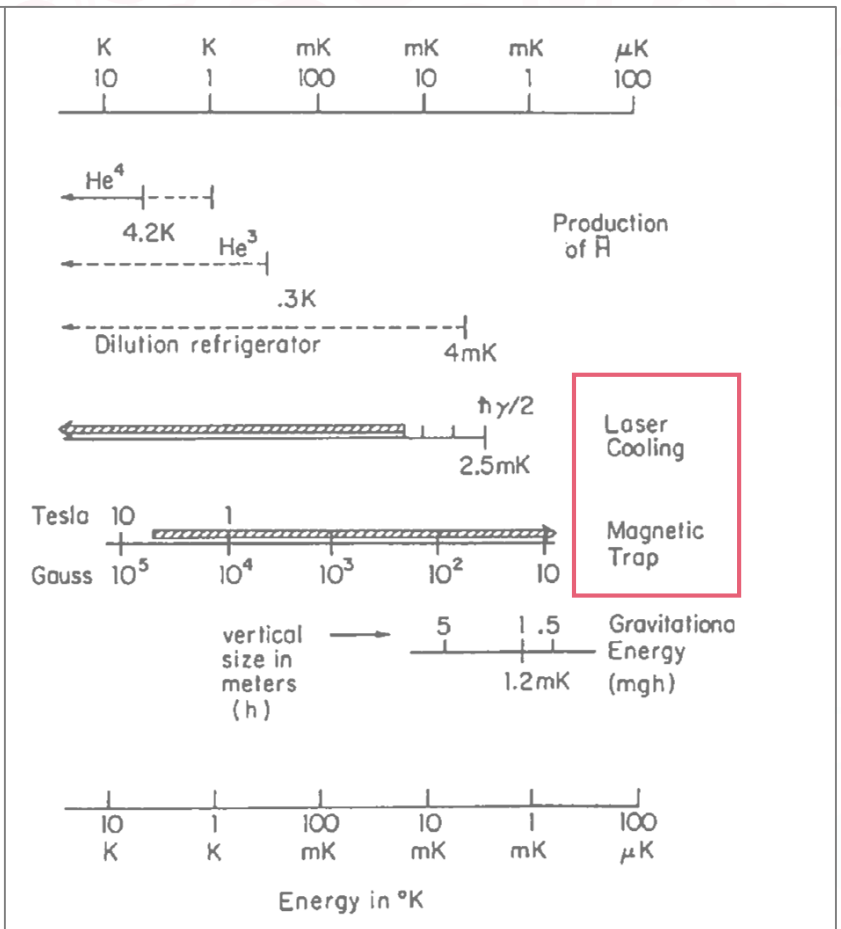 K K mK mK mK μK
10 1 100 10 1 100
He⁴
4.2K
Production
of H̄
He³
.3K
Dilution refrigerator
4mK
ℏγ/2
2.5mK
Laser
Cooling
Tesla 10 1
Gauss 10⁵ 10⁴ 10³ 10² 10
Magnetic
Trap
vertical
size in
meters
(h)
5 1 .5
1.2mK
Gravitationa
Energy
(mgh)
10 1 100 10 1 100
K K mK mK mK μK
Energy in °K